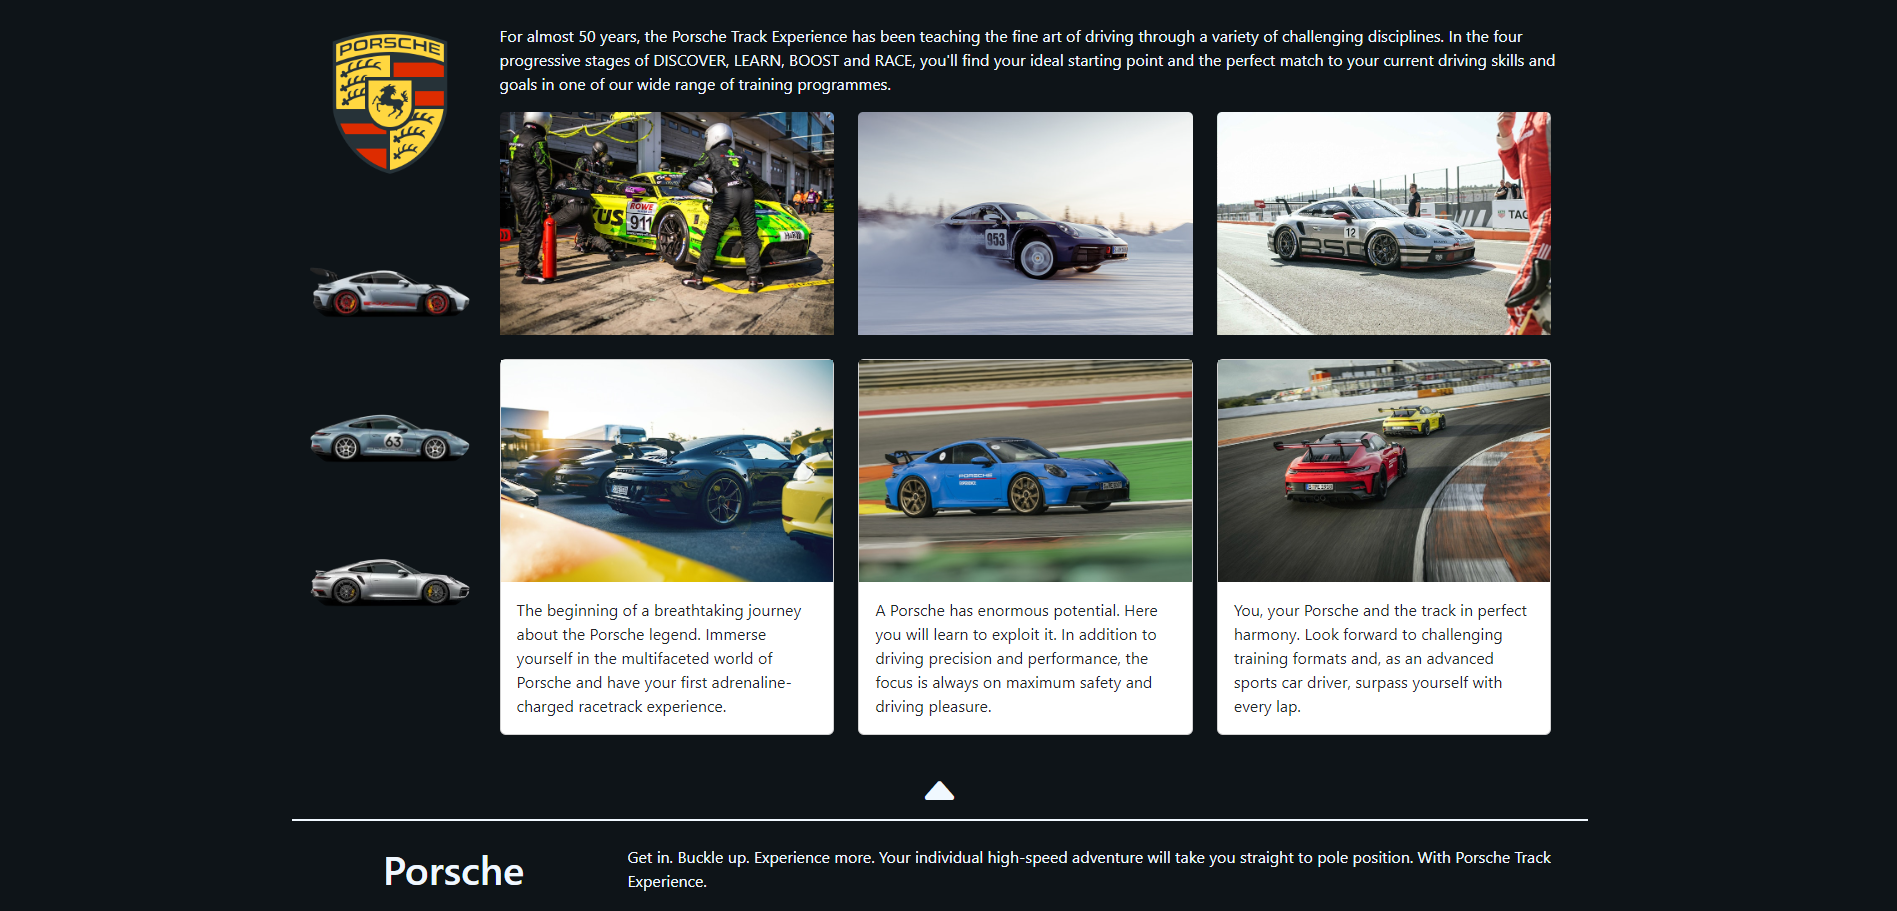 PORSCHE
For almost 50 years, the Porsche Track Experience has been teaching the fine art of driving through a variety of challenging disciplines. In the four
progressive stages of DISCOVER, LEARN, BOOST and RACE, you'll find your ideal starting point and the perfect match to your current driving skills and
goals in one of our wide range of training programmes.
ROWE
911
953
12
TAG
63
PORSCHE
The beginning of a breathtaking journey
about the Porsche legend. Immerse
yourself in the multifaceted world of
Porsche and have your first adrenaline-
charged racetrack experience.
A Porsche has enormous potential. Here
you will learn to exploit it. In addition to
driving precision and performance, the
focus is always on maximum safety and
driving pleasure.
You, your Porsche and the track in perfect
harmony. Look forward to challenging
training formats and, as an advanced
sports car driver, surpass yourself with
every lap.
Porsche
Get in. Buckle up. Experience more. Your individual high-speed adventure will take you straight to pole position. With Porsche Track
Experience.